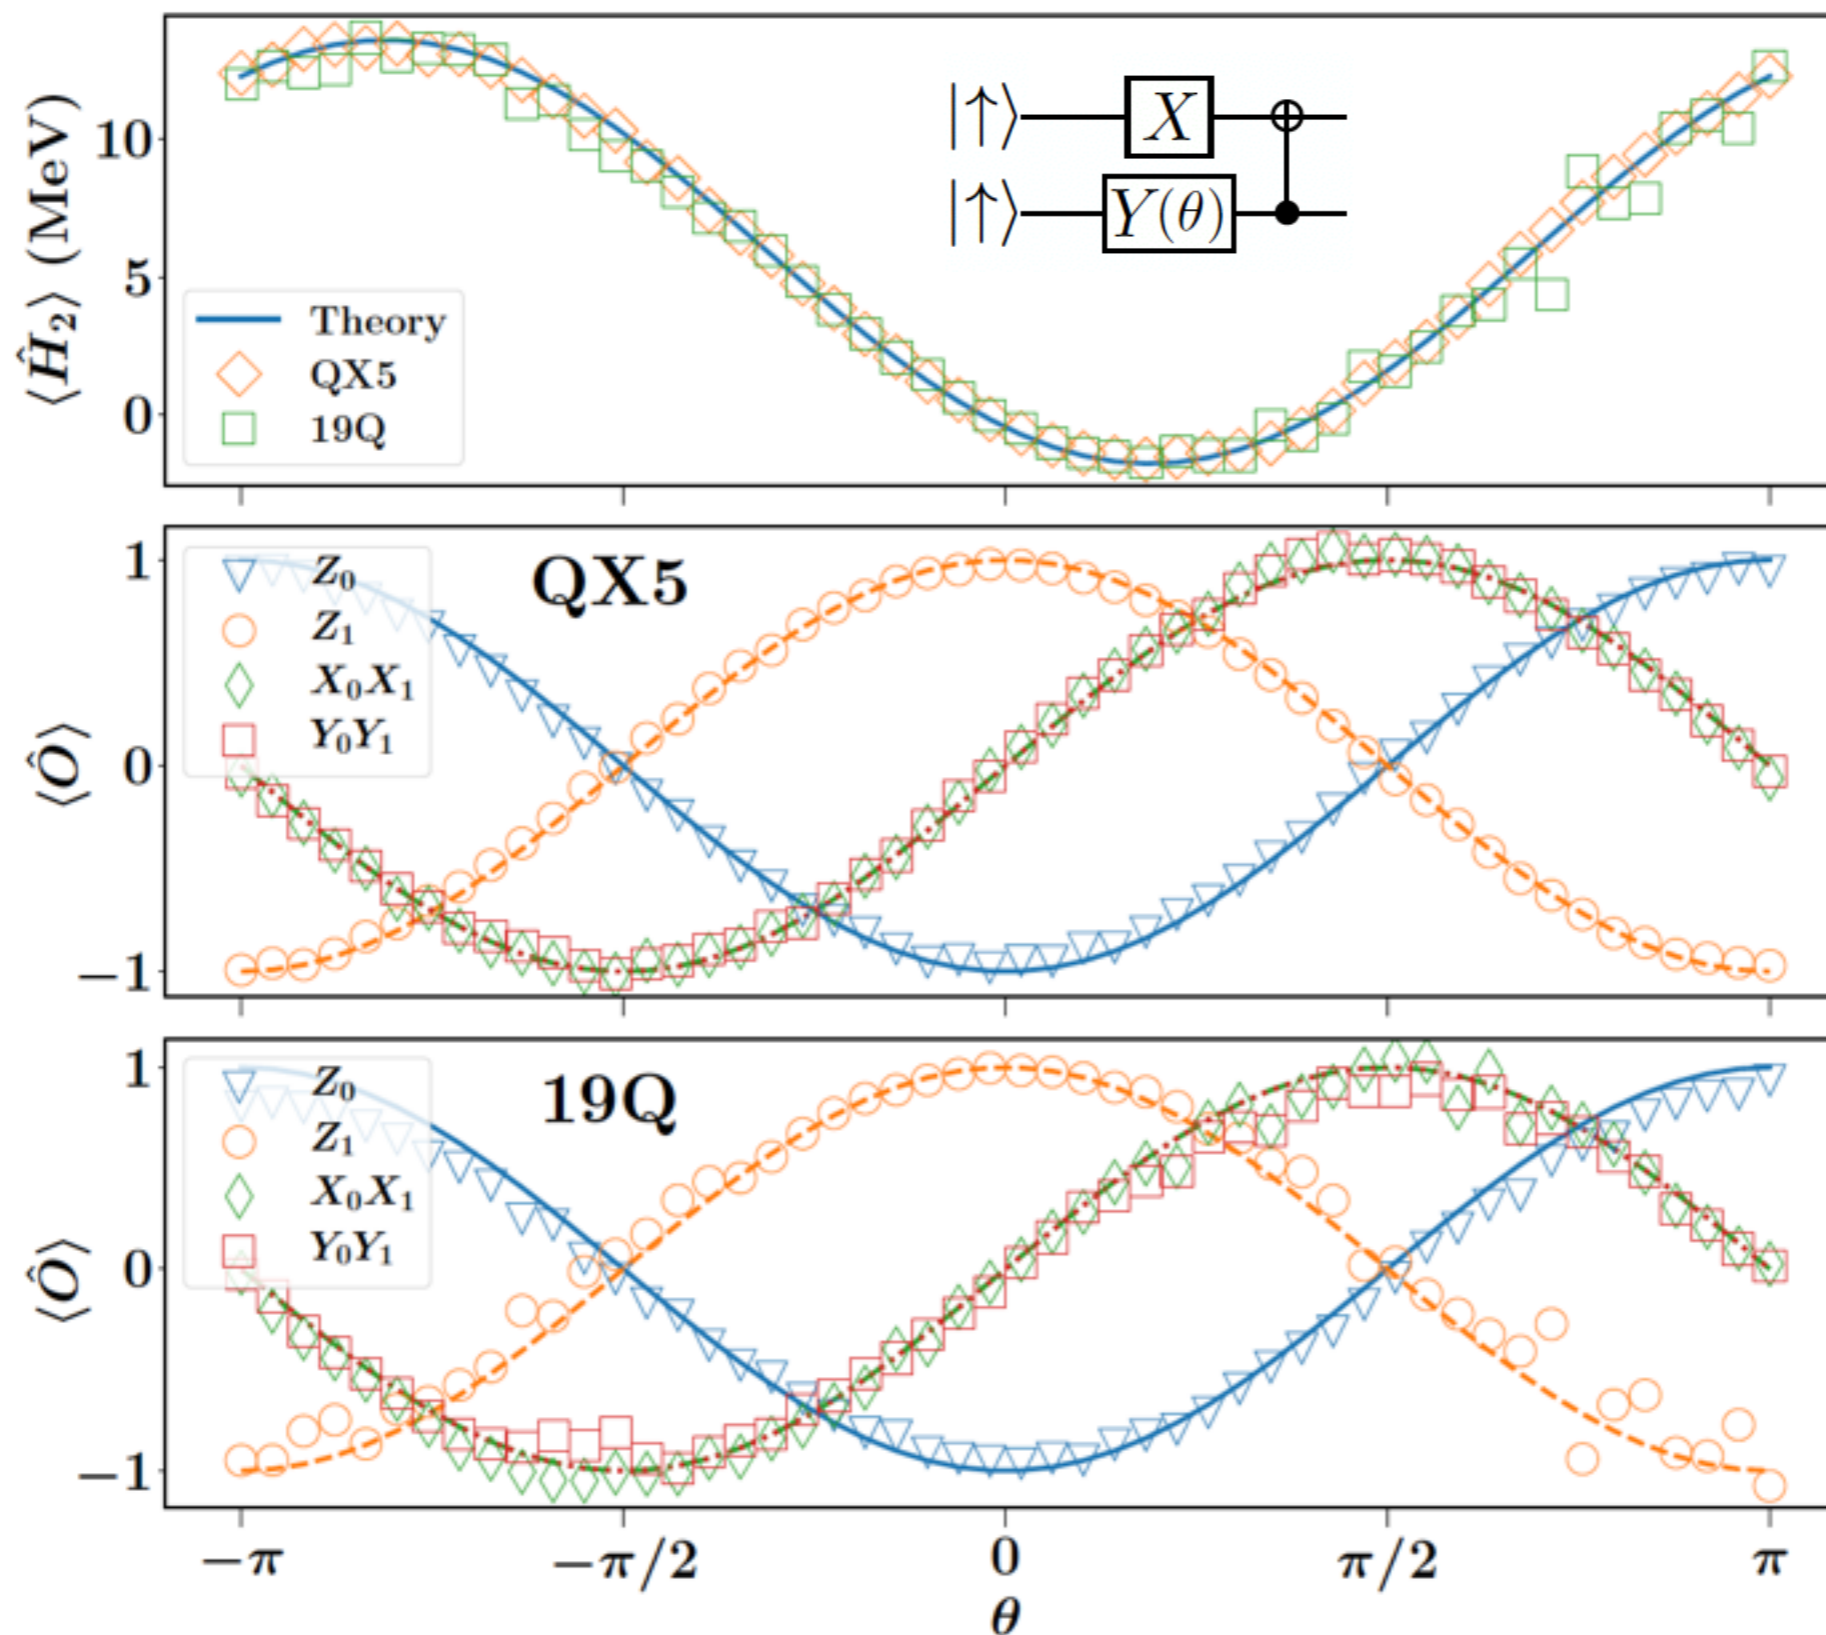 ⟨Ĥ₂⟩ (MeV)
10
5
0
Theory
QX5
19Q
|↑⟩ X
|↑⟩ Y(θ)
⟨Ô⟩
1
0
−1
Z₀
Z₁
X₀X₁
Y₀Y₁
QX5
⟨Ô⟩
1
0
−1
Z₀
Z₁
X₀X₁
Y₀Y₁
19Q
−π −π/2 0 π/2 π
θ